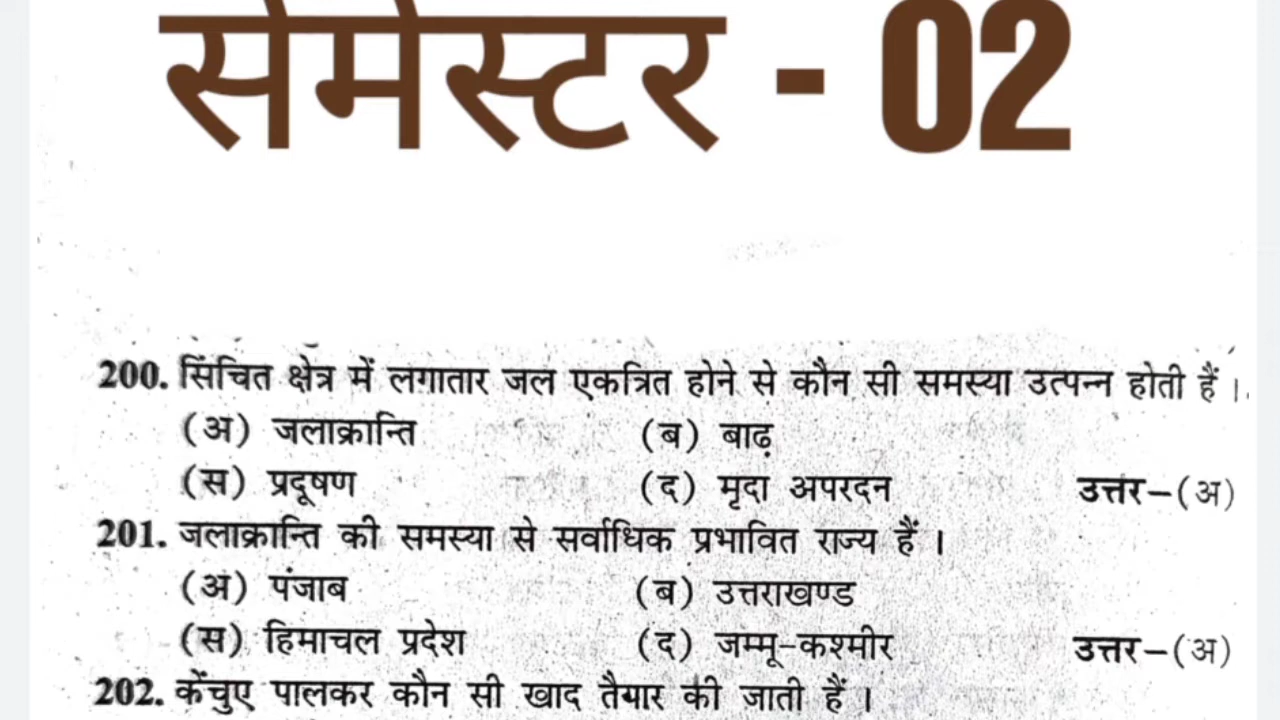 सेमेस्टर - 02
200. सिंचित क्षेत्र में लगातार जल एकत्रित होने से कौन सी समस्या उत्पन्न होती हैं ।
(अ) जलाक्रान्ति (ब) बाढ़
(स) प्रदूषण (द) मृदा अपरदन उत्तर–(अ)
201. जलाक्रान्ति की समस्या से सर्वाधिक प्रभावित राज्य हैं ।
(अ) पंजाब (ब) उत्तराखण्ड
(स) हिमाचल प्रदेश (द) जम्मू-कश्मीर उत्तर–(अ)
202. केंचुए पालकर कौन सी खाद तैयार की जाती हैं ।